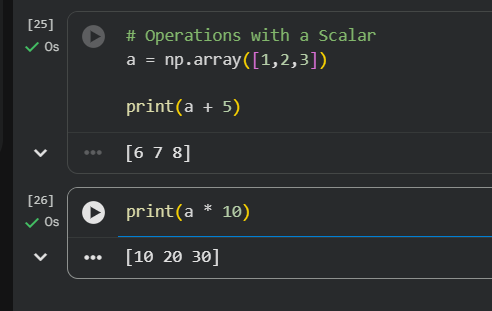 [25]
0s
# Operations with a Scalar
a = np.array([1,2,3])
print(a + 5)
[6 7 8]
[26]
0s
print(a * 10)
[10 20 30]